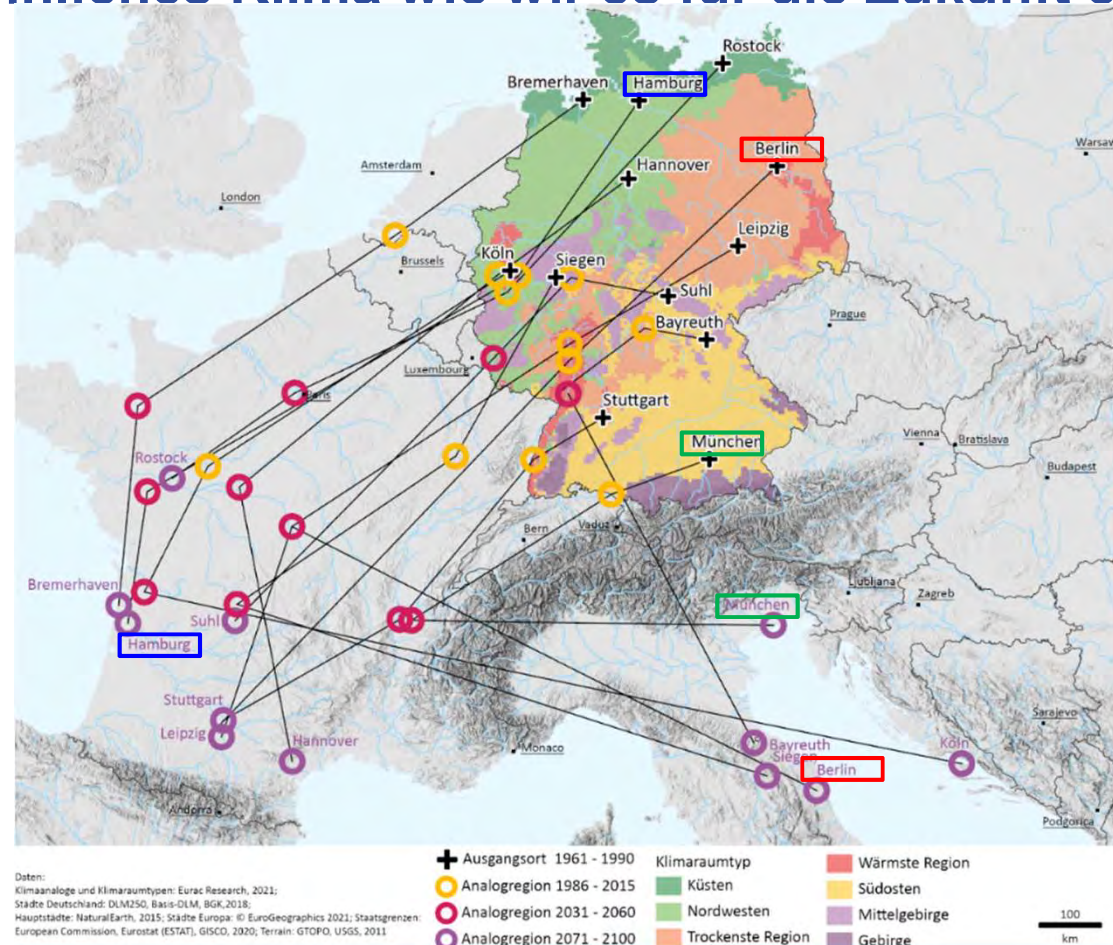 Rostock
Bremerhaven
Hamburg
Berlin
Warsaw
Amsterdam
Hannover
London
Leipzig
Köln
Siegen
Brussels
Suhl
Prague
Bayreuth
Luxembourg
Paris
Stuttgart
München
Vienna
Bratislava
Rostock
Budapest
Bern
Vaduz
Ljubljana
Bremerhaven
Zagreb
München
Suhl
Hamburg
Stuttgart
Sarajevo
Leipzig
Hannover
Monaco
Bayreuth
Köln
Siegen
Berlin
Andorra
Podgorica
Ausgangsort 1961 - 1990
Analogregion 1986 - 2015
Analogregion 2031 - 2060
Analogregion 2071 - 2100
Klimaraumtyp
Küsten
Nordwesten
Trockenste Region
Wärmste Region
Südosten
Mittelgebirge
Gebirge
100
km
Daten:
Klimaanaloge und Klimaraumtypen: Eurac Research, 2021;
Städte Deutschland: DLM250, Basis-DLM, BGK,2018;
Hauptstädte: NaturalEarth, 2015; Städte Europa: © EuroGeographics 2021; Staatsgrenzen:
European Commission, Eurostat (ESTAT), GISCO, 2020; Terrain: GTOPO, USGS, 2011